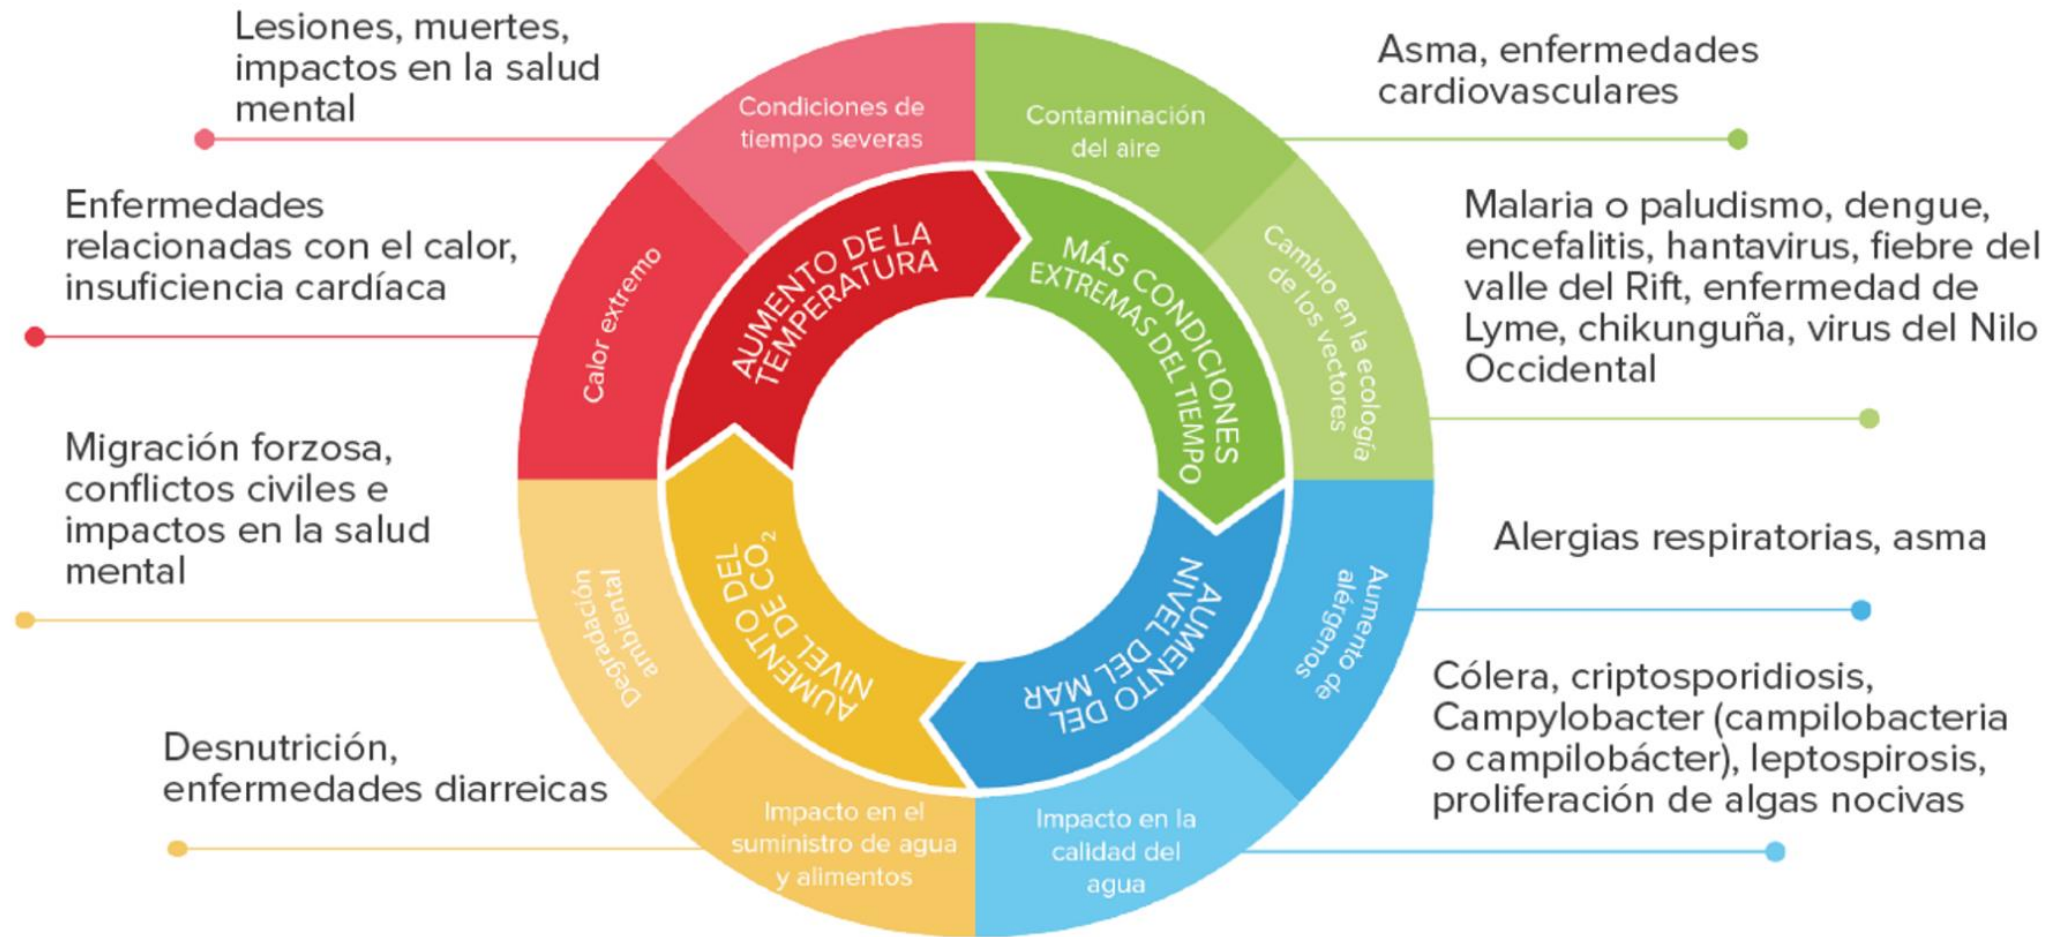 Lesiones, muertes,
impactos en la salud
mental
Condiciones de
tiempo severas
Contaminación
del aire
Asma, enfermedades
cardiovasculares
Enfermedades
relacionadas con el calor,
insuficiencia cardíaca
Calor extremo
AUMENTO DE LA
TEMPERATURA
MÁS CONDICIONES
EXTREMAS DEL TIEMPO
Cambio en la ecología
de los vectores
Malaria o paludismo, dengue,
encefalitis, hantavirus, fiebre del
valle del Rift, enfermedad de
Lyme, chikunguña, virus del Nilo
Occidental
Migración forzosa,
conflictos civiles e
impactos en la salud
mental
Degradación
ambiental
AUMENTO DEL
NIVEL DE CO₂
AUMENTO DEL
NIVEL DEL MAR
Aumento de
alérgenos
Alergias respiratorias, asma
Desnutrición,
enfermedades diarreicas
Impacto en el
suministro de agua
y alimentos
Impacto en la
calidad del
agua
Cólera, criptosporidiosis,
Campylobacter (campilobacteria
o campilobácter), leptospirosis,
proliferación de algas nocivas